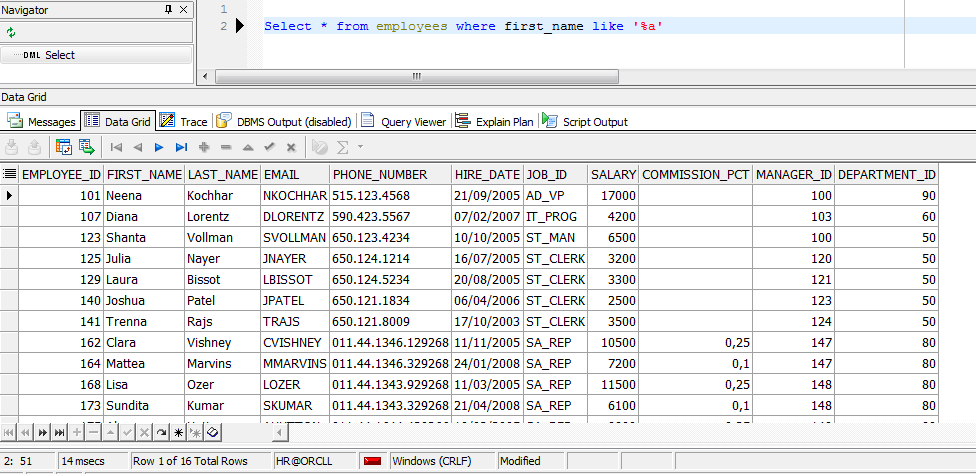 Navigator
DML Select
1
2 Select * from employees where first_name like '%a'
Data Grid
Messages Data Grid Trace DBMS Output (disabled) Query Viewer Explain Plan Script Output
EMPLOYEE_ID FIRST_NAME LAST_NAME EMAIL PHONE_NUMBER HIRE_DATE JOB_ID SALARY COMMISSION_PCT MANAGER_ID DEPARTMENT_ID
101 Neena Kochhar NKOCHHAR 515.123.4568 21/09/2005 AD_VP 17000 100 90
107 Diana Lorentz DLORENTZ 590.423.5567 07/02/2007 IT_PROG 4200 103 60
123 Shanta Vollman SVOLLMAN 650.123.4234 10/10/2005 ST_MAN 6500 100 50
125 Julia Nayer JNAYER 650.124.1214 16/07/2005 ST_CLERK 3200 120 50
129 Laura Bissot LBISSOT 650.124.5234 20/08/2005 ST_CLERK 3300 121 50
140 Joshua Patel JPATEL 650.121.1834 06/04/2006 ST_CLERK 2500 123 50
141 Trenna Rajs TRAJS 650.121.8009 17/10/2003 ST_CLERK 3500 124 50
162 Clara Vishney CVISHNEY 011.44.1346.129268 11/11/2005 SA_REP 10500 0,25 147 80
164 Mattea Marvins MMARVINS 011.44.1346.329268 24/01/2008 SA_REP 7200 0,1 147 80
168 Lisa Ozer LOZER 011.44.1343.929268 11/03/2005 SA_REP 11500 0,25 148 80
173 Sundita Kumar SKUMAR 011.44.1343.329268 21/04/2008 SA_REP 6100 0,1 148 80
2: 51 14 msecs Row 1 of 16 Total Rows HR@ORCLL Windows (CRLF) Modified